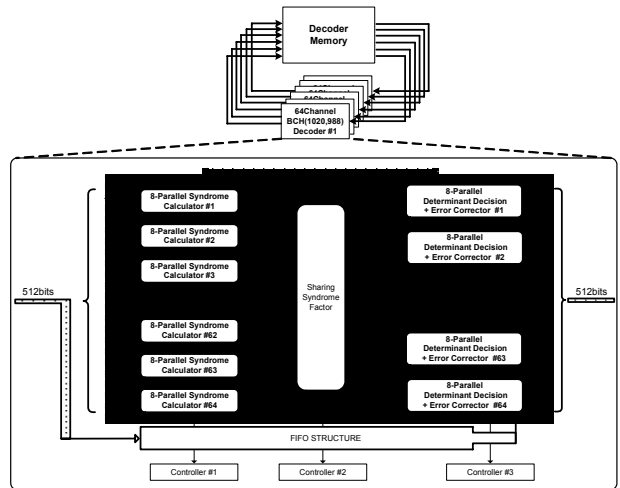 Decoder
Memory
64Channel
64Channel
64Channel
BCH(1020,988)
Decoder #1
8-Parallel Syndrome
Calculator #1
8-Parallel Syndrome
Calculator #2
8-Parallel Syndrome
Calculator #3
8-Parallel Syndrome
Calculator #62
8-Parallel Syndrome
Calculator #63
8-Parallel Syndrome
Calculator #64
Sharing
Syndrome
Factor
8-Parallel
Determinant Decision
+ Error Corrector #1
8-Parallel
Determinant Decision
+ Error Corrector #2
8-Parallel
Determinant Decision
+ Error Corrector #63
8-Parallel
Determinant Decision
+ Error Corrector #64
512bits
512bits
FIFO STRUCTURE
Controller #1
Controller #2
Controller #3